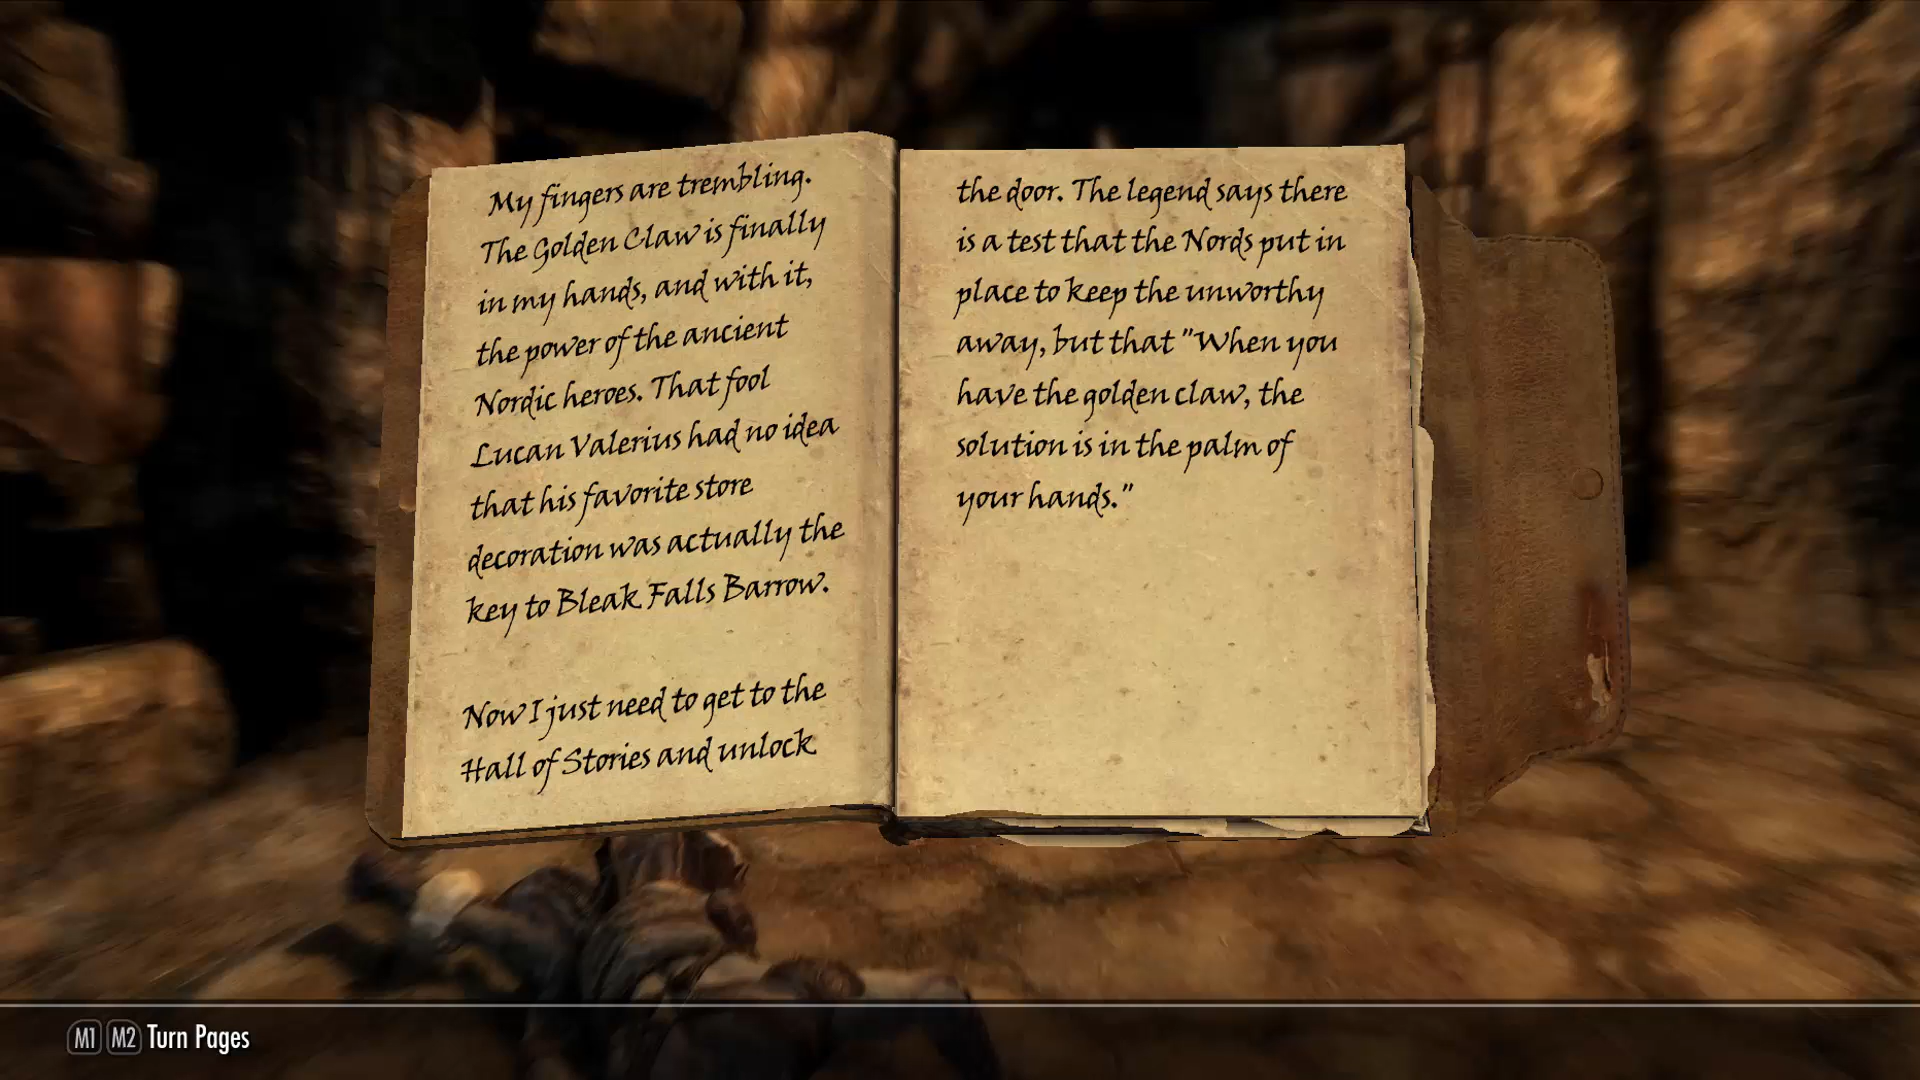 My fingers are trembling.
The Golden Claw is finally
in my hands, and with it,
the power of the ancient
Nordic heroes. That fool
Lucan Valerius had no idea
that his favorite store
decoration was actually the
key to Bleak Falls Barrow.
Now I just need to get to the
Hall of Stories and unlock
the door. The legend says there
is a test that the Nords put in
place to keep the unworthy
away, but that "When you
have the golden claw, the
solution is in the palm of
your hands."
M1 M2 Turn Pages